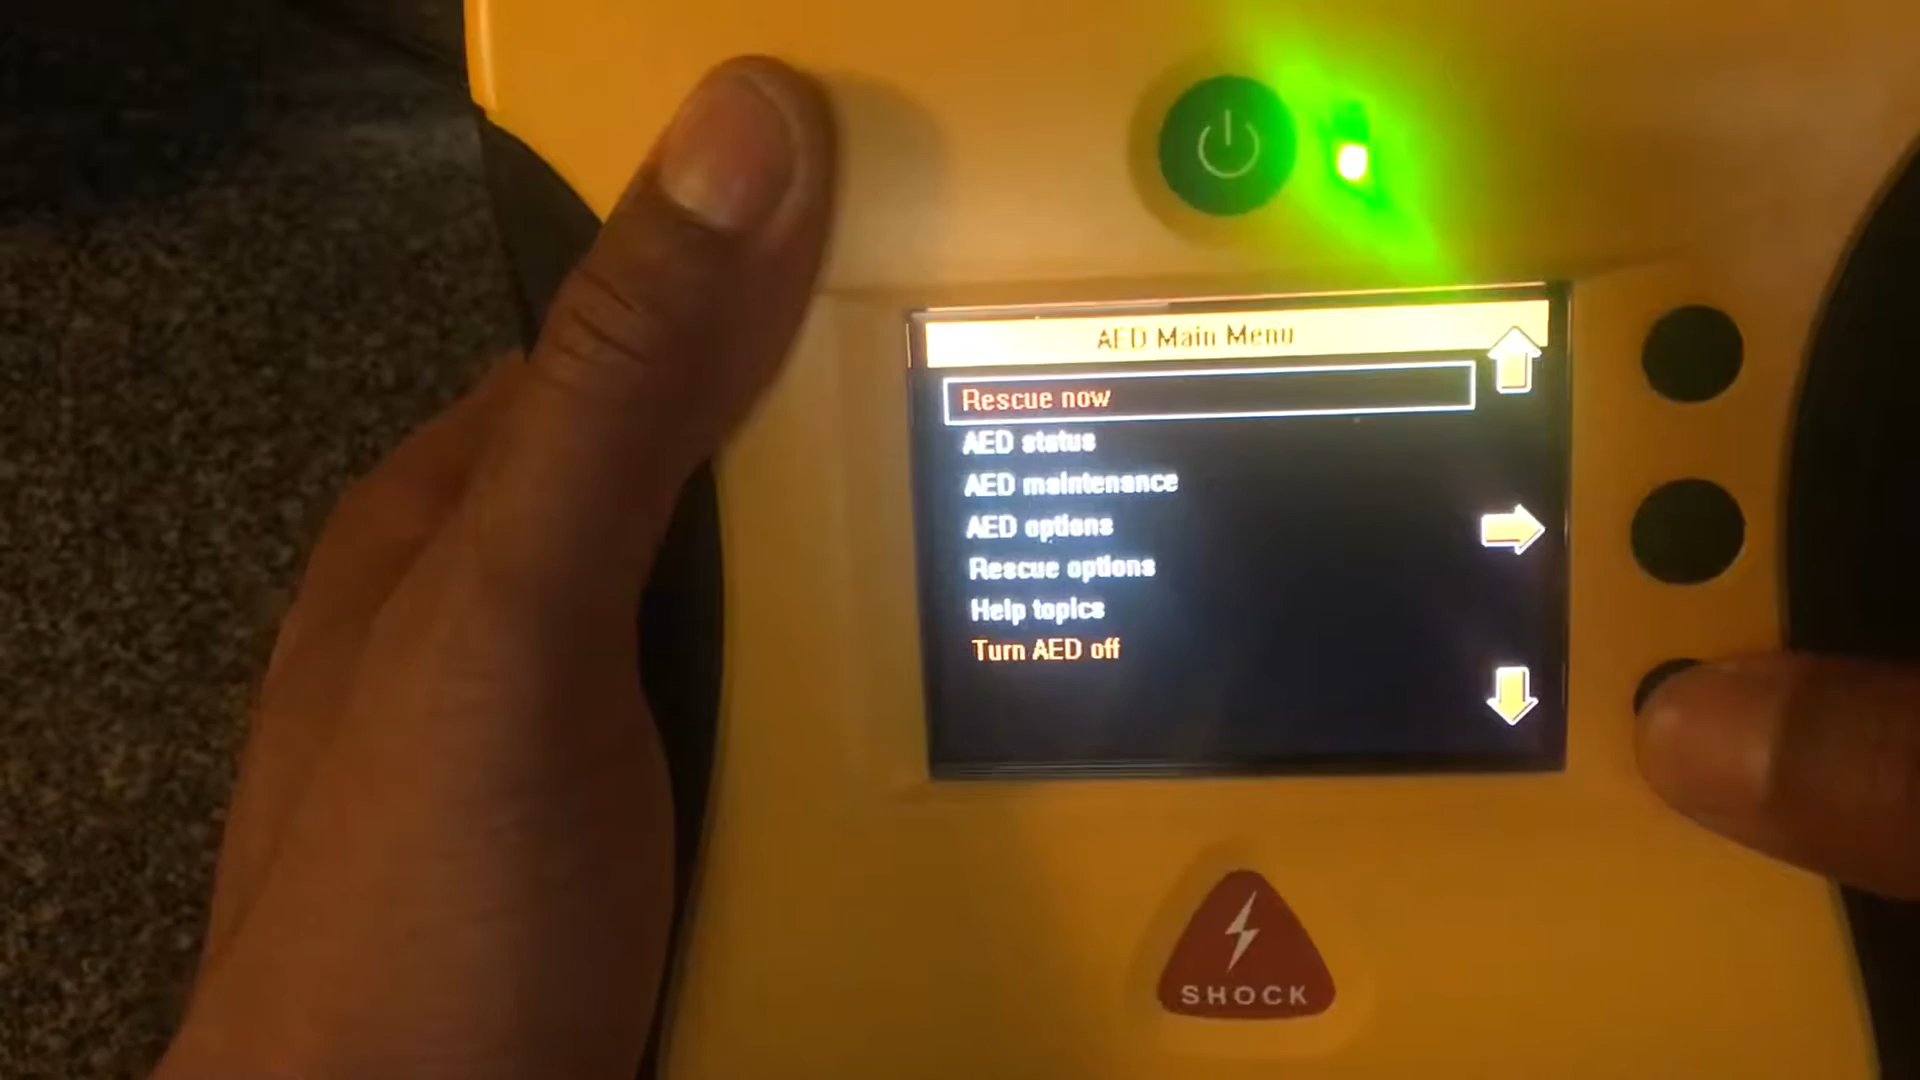 AED Main Menu
Rescue now
AED status
AED maintenance
AED options
Rescue options
Help topics
Turn AED off
SHOCK